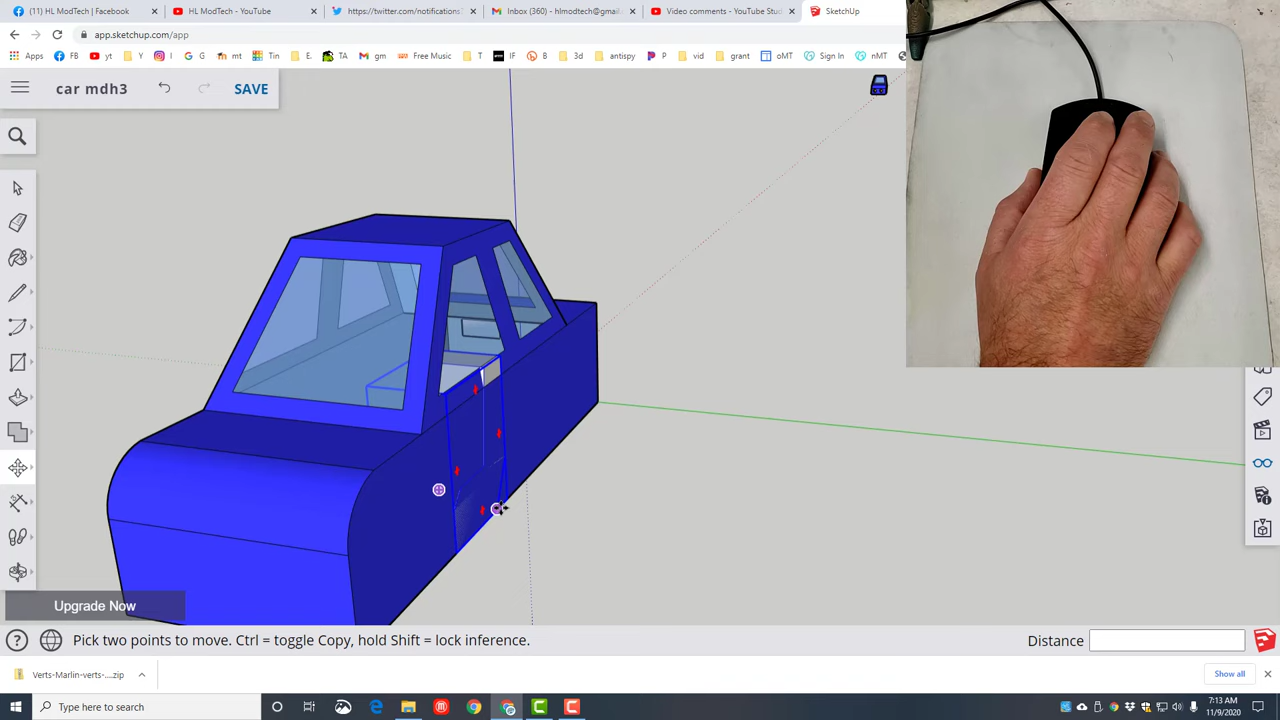 (11) HL ModTech | Facebook
HL ModTech - YouTube
https://twitter.com/notifications
Inbox (360) - hlmodtech@gmail.
Video comments - YouTube Stud
SketchUp
app.sketchup.com/app
Apps
FB
yt
Y
I
G
m
mt
Tin
E.
TA
gm
Free Music
IF
B
3d
antispy
P
vid
grant
oMT
Sign In
nMT
car mdh3
SAVE
Upgrade Now
Pick two points to move. Ctrl = toggle Copy, hold Shift = lock inference.
Distance
Verts-Marlin-verts-....zip
Show all
Type here to search
7:13 AM
11/9/2020